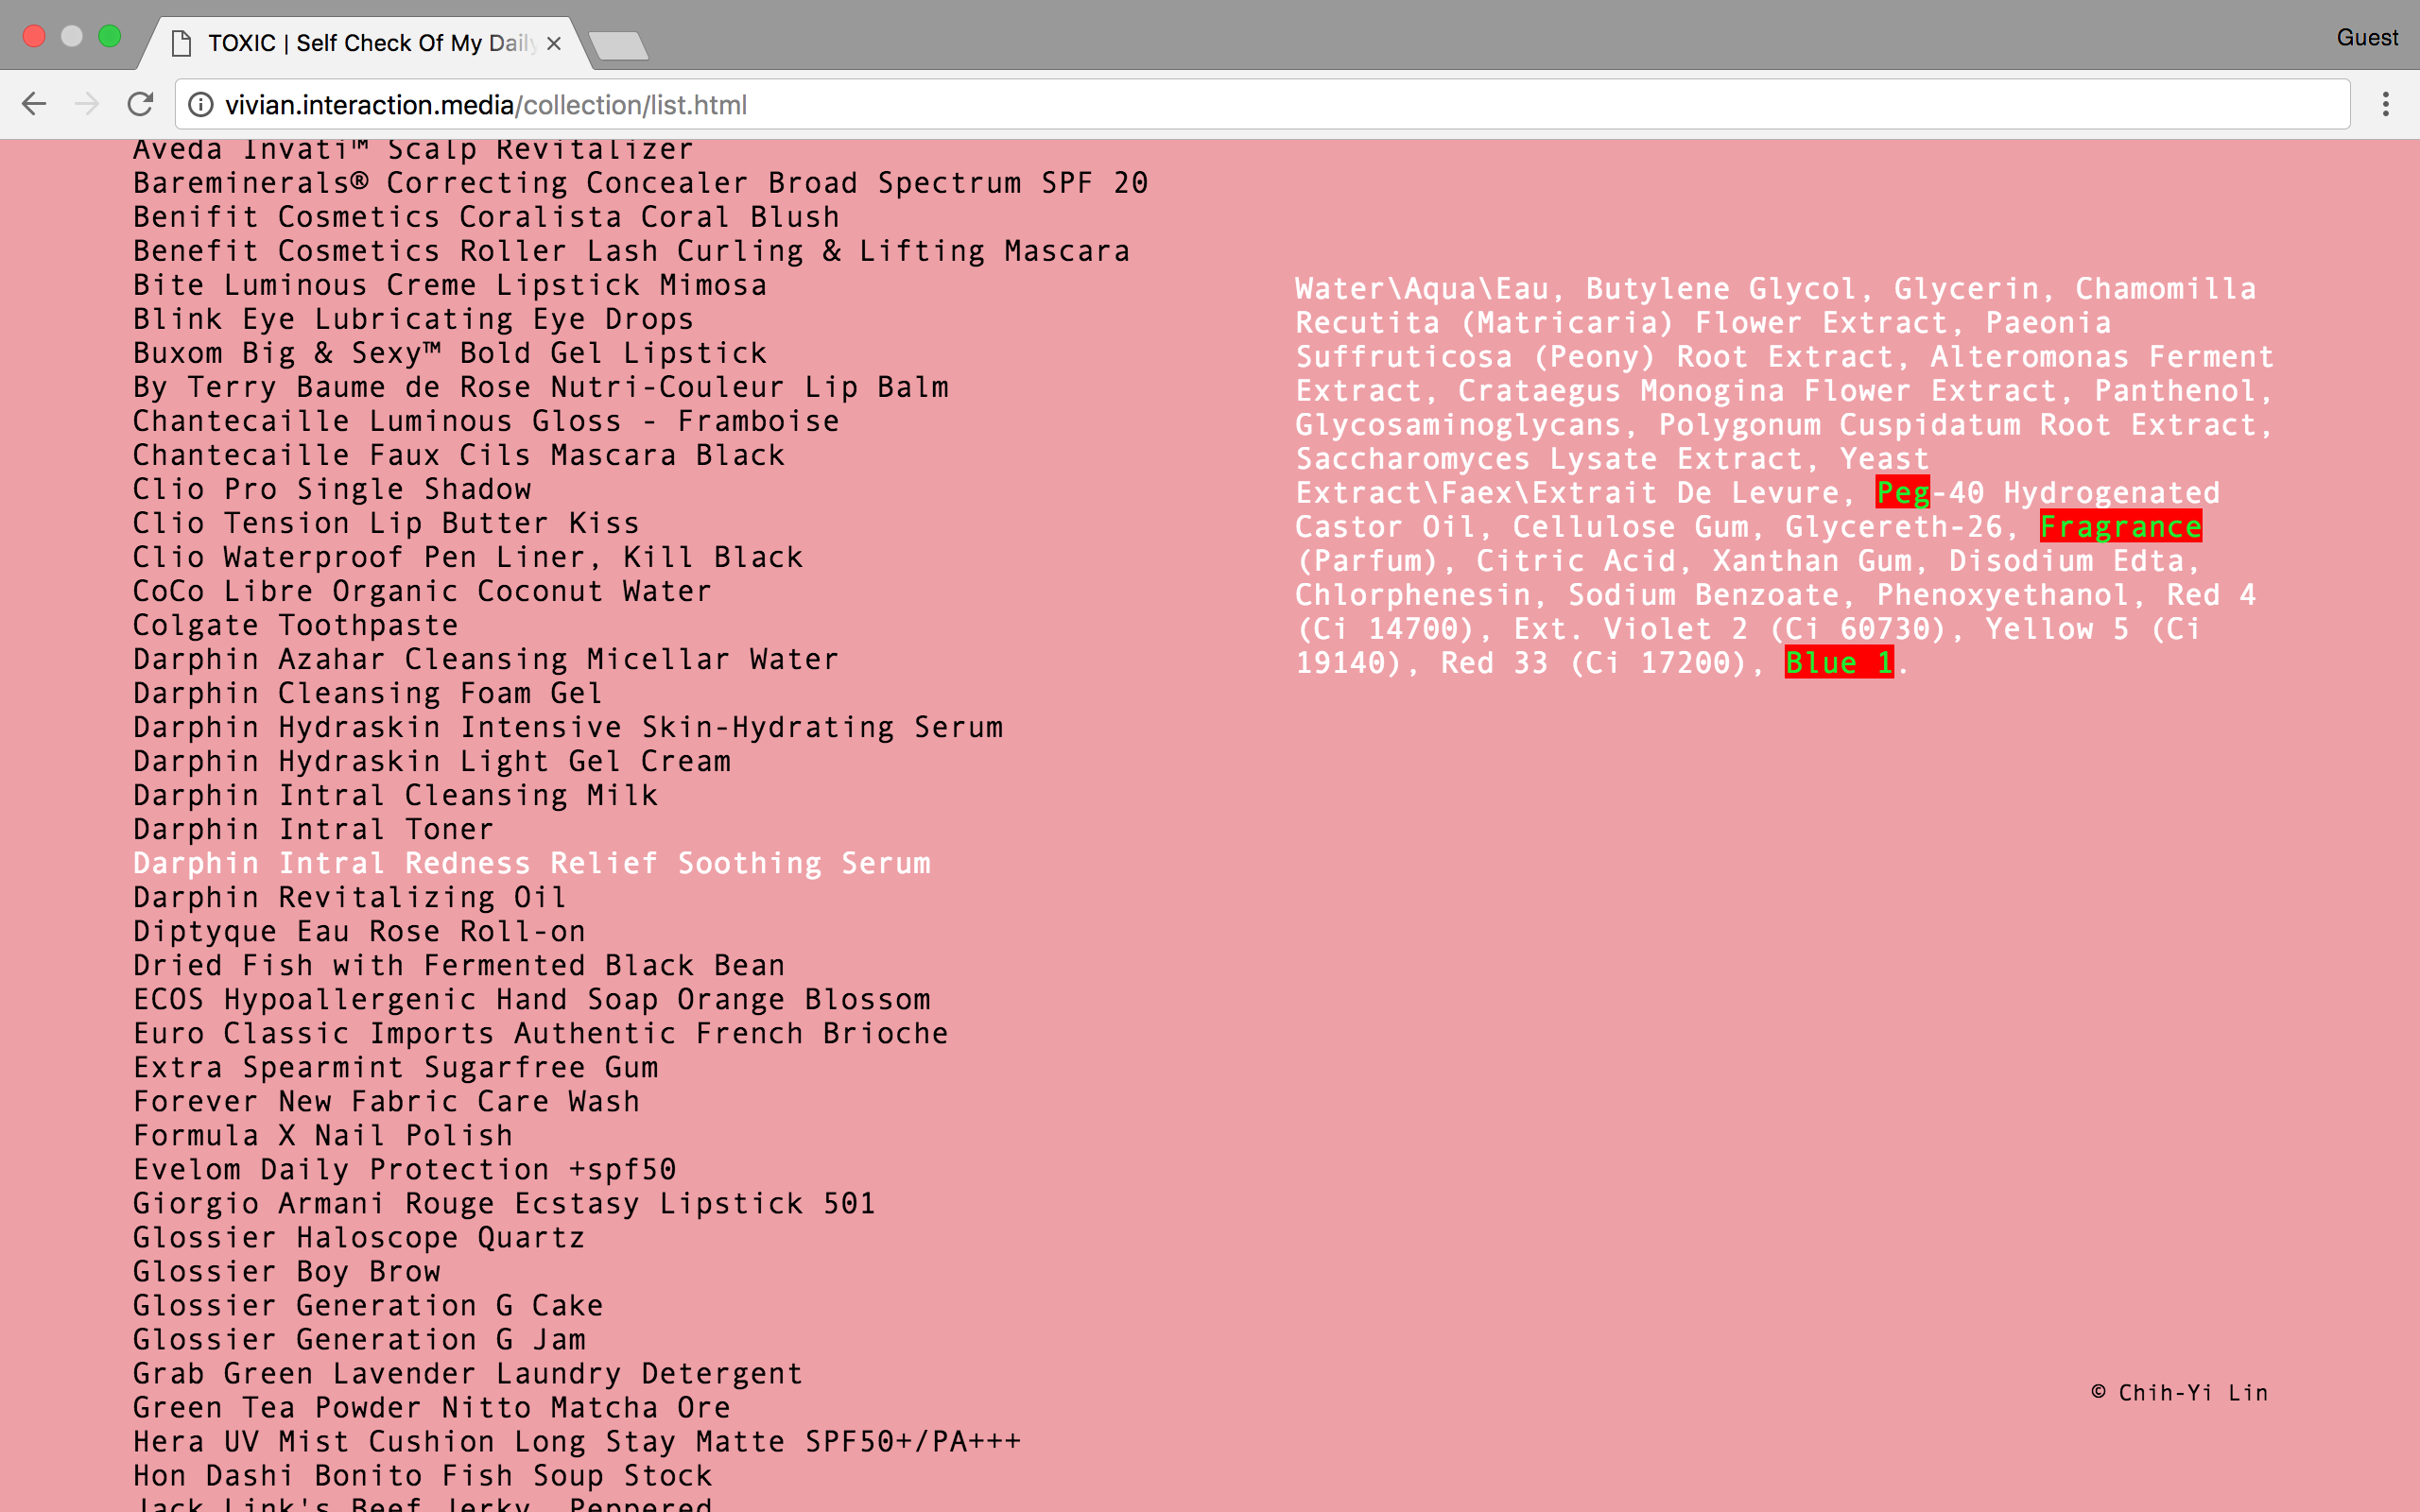 TOXIC | Self Check Of My Daily
Guest
vivian.interaction.media/collection/list.html
Aveda Invati™ Scalp Revitalizer
Bareminerals® Correcting Concealer Broad Spectrum SPF 20
Benifit Cosmetics Coralista Coral Blush
Benefit Cosmetics Roller Lash Curling & Lifting Mascara
Bite Luminous Creme Lipstick Mimosa
Blink Eye Lubricating Eye Drops
Buxom Big & Sexy™ Bold Gel Lipstick
By Terry Baume de Rose Nutri-Couleur Lip Balm
Chantecaille Luminous Gloss - Framboise
Chantecaille Faux Cils Mascara Black
Clio Pro Single Shadow
Clio Tension Lip Butter Kiss
Clio Waterproof Pen Liner, Kill Black
CoCo Libre Organic Coconut Water
Colgate Toothpaste
Darphin Azahar Cleansing Micellar Water
Darphin Cleansing Foam Gel
Darphin Hydraskin Intensive Skin-Hydrating Serum
Darphin Hydraskin Light Gel Cream
Darphin Intral Cleansing Milk
Darphin Intral Toner
Darphin Intral Redness Relief Soothing Serum
Darphin Revitalizing Oil
Diptyque Eau Rose Roll-on
Dried Fish with Fermented Black Bean
ECOS Hypoallergenic Hand Soap Orange Blossom
Euro Classic Imports Authentic French Brioche
Extra Spearmint Sugarfree Gum
Forever New Fabric Care Wash
Formula X Nail Polish
Evelom Daily Protection +spf50
Giorgio Armani Rouge Ecstasy Lipstick 501
Glossier Haloscope Quartz
Glossier Boy Brow
Glossier Generation G Cake
Glossier Generation G Jam
Grab Green Lavender Laundry Detergent
Green Tea Powder Nitto Matcha Ore
Hera UV Mist Cushion Long Stay Matte SPF50+/PA+++
Hon Dashi Bonito Fish Soup Stock
Jack Link's Beef Jerky, Peppered
Water\Aqua\Eau, Butylene Glycol, Glycerin, Chamomilla
Recutita (Matricaria) Flower Extract, Paeonia
Suffruticosa (Peony) Root Extract, Alteromonas Ferment
Extract, Crataegus Monogina Flower Extract, Panthenol,
Glycosaminoglycans, Polygonum Cuspidatum Root Extract,
Saccharomyces Lysate Extract, Yeast
Extract\Faex\Extrait De Levure, Peg-40 Hydrogenated
Castor Oil, Cellulose Gum, Glycereth-26, Fragrance
(Parfum), Citric Acid, Xanthan Gum, Disodium Edta,
Chlorphenesin, Sodium Benzoate, Phenoxyethanol, Red 4
(Ci 14700), Ext. Violet 2 (Ci 60730), Yellow 5 (Ci
19140), Red 33 (Ci 17200), Blue 1.
© Chih-Yi Lin